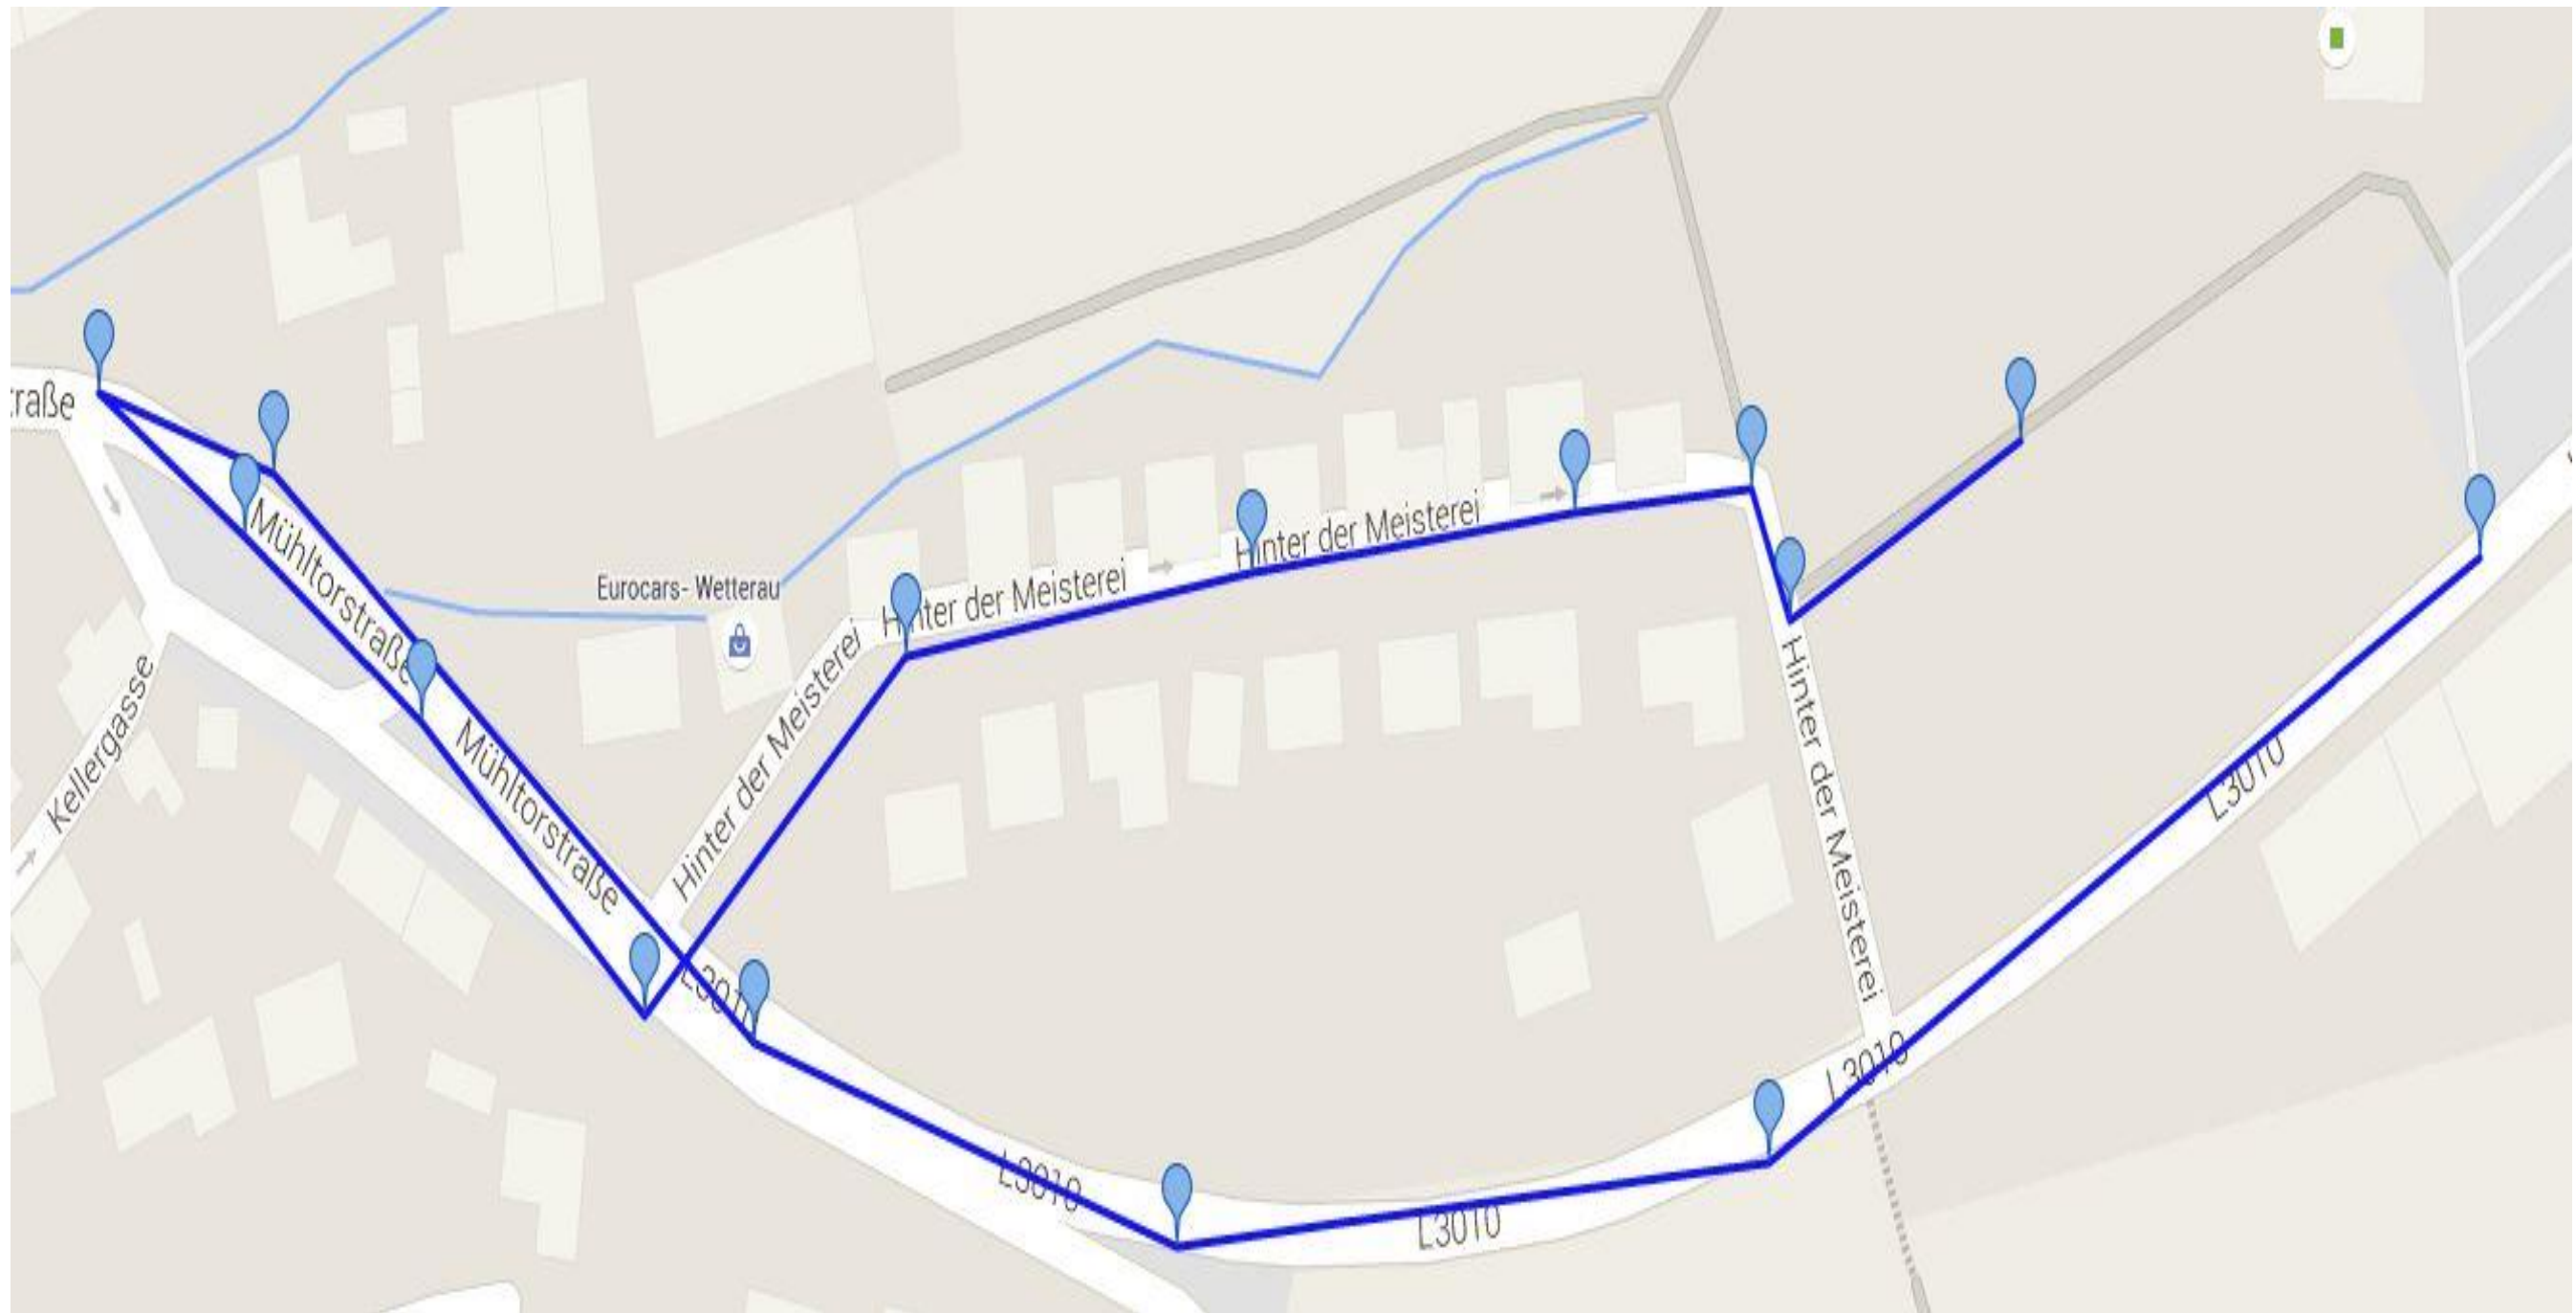 traße
Mühltorstraße
Eurocars- Wetterau
Hinter der Meisterei
Hinter der Meisterei
Hinter der Meisterei
Kellergasse
Mühltorstraße
Hinter der Meisterei
L3010
L3010
L3010
L3010
L3010